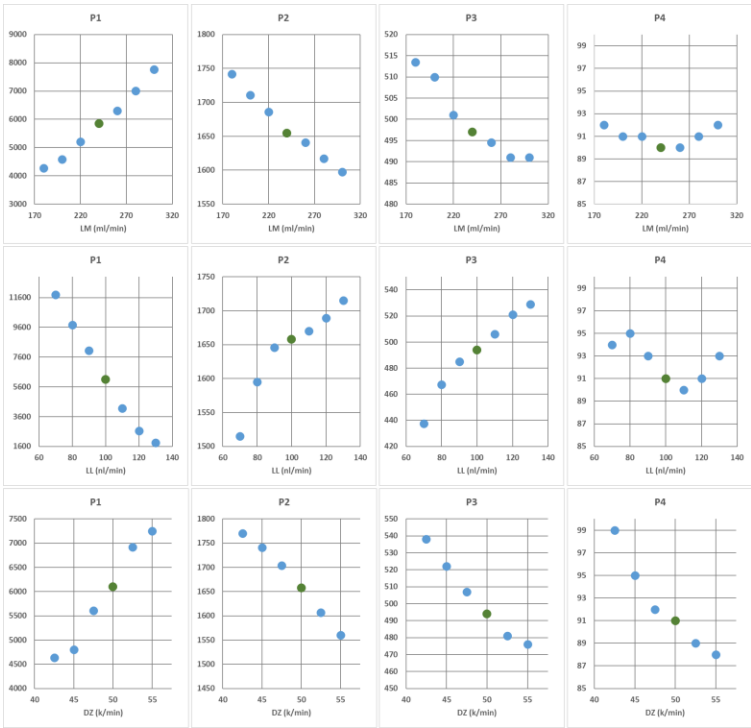 P1
9000
8000
7000
6000
5000
4000
3000
170 220 270 320
LM (ml/min)
P2
1800
1750
1700
1650
1600
1550
170 220 270 320
LM (ml/min)
P3
520
515
510
505
500
495
490
485
480
170 220 270 320
LM (ml/min)
P4
99
97
95
93
91
89
87
85
170 220 270 320
LM (ml/min)
P1
11600
9600
7600
5600
3600
1600
60 80 100 120 140
LL (nl/min)
P2
1750
1700
1650
1600
1550
1500
60 80 100 120 140
LL (nl/min)
P3
540
520
500
480
460
440
420
60 80 100 120 140
LL (nl/min)
P4
99
97
95
93
91
89
87
85
60 80 100 120 140
LL (nl/min)
P1
7500
7000
6500
6000
5500
5000
4500
4000
40 45 50 55
DZ (k/min)
P2
1800
1750
1700
1650
1600
1550
1500
1450
40 45 50 55
DZ (k/min)
P3
550
540
530
520
510
500
490
480
470
460
450
40 45 50 55
DZ (k/min)
P4
99
97
95
93
91
89
87
85
40 45 50 55
DZ (k/min)